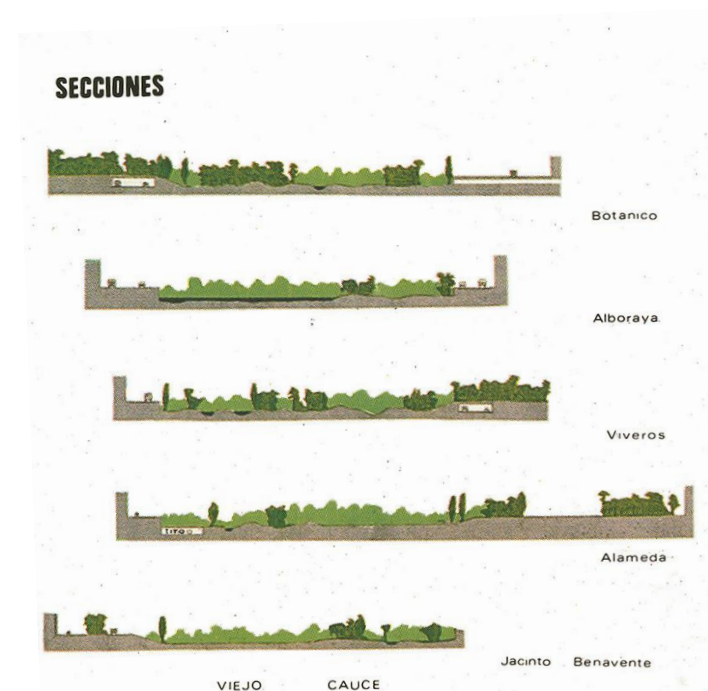 SECCIONES
Botanico
Alboraya
Viveros
Alameda
Jacinto Benavente
VIEJO CAUCE